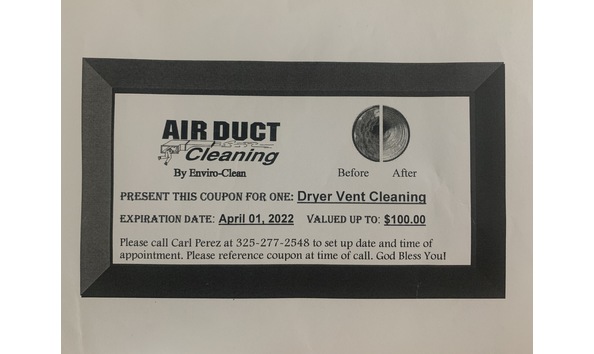 AIR DUCT
Cleaning
By Enviro-Clean
Before After
PRESENT THIS COUPON FOR ONE: Dryer Vent Cleaning
EXPIRATION DATE: April 01, 2022 VALUED UP TO: $100.00
Please call Carl Perez at 325-277-2548 to set up date and time of
appointment. Please reference coupon at time of call. God Bless You!